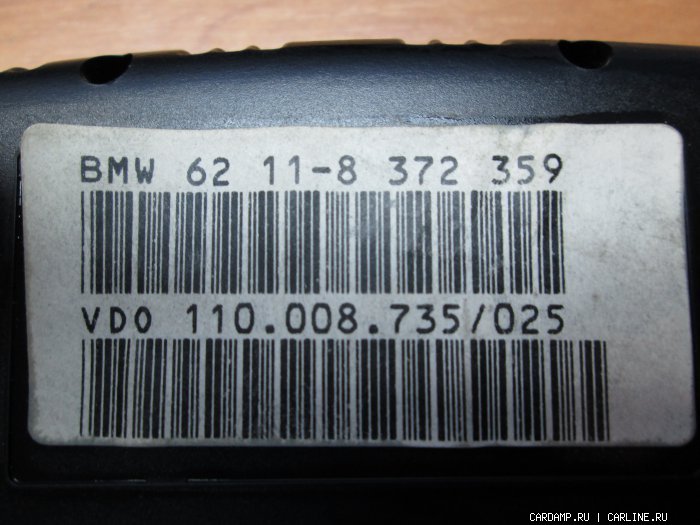 BMW 62 11-8 372 359
VDO 110.008.735/025
CARDAMP.RU | CARLINE.RU